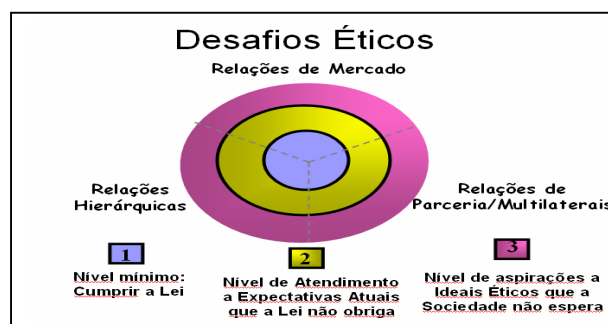 Desafios Éticos
Relações de Mercado
Relações
Hierárquicas
Relações de
Parceria/Multilaterais
1
Nível mínimo:
Cumprir a Lei
2
Nível de Atendimento
a Expectativas Atuais
que a Lei não obriga
3
Nível de aspirações a
Ideais Éticos que a
Sociedade não espera